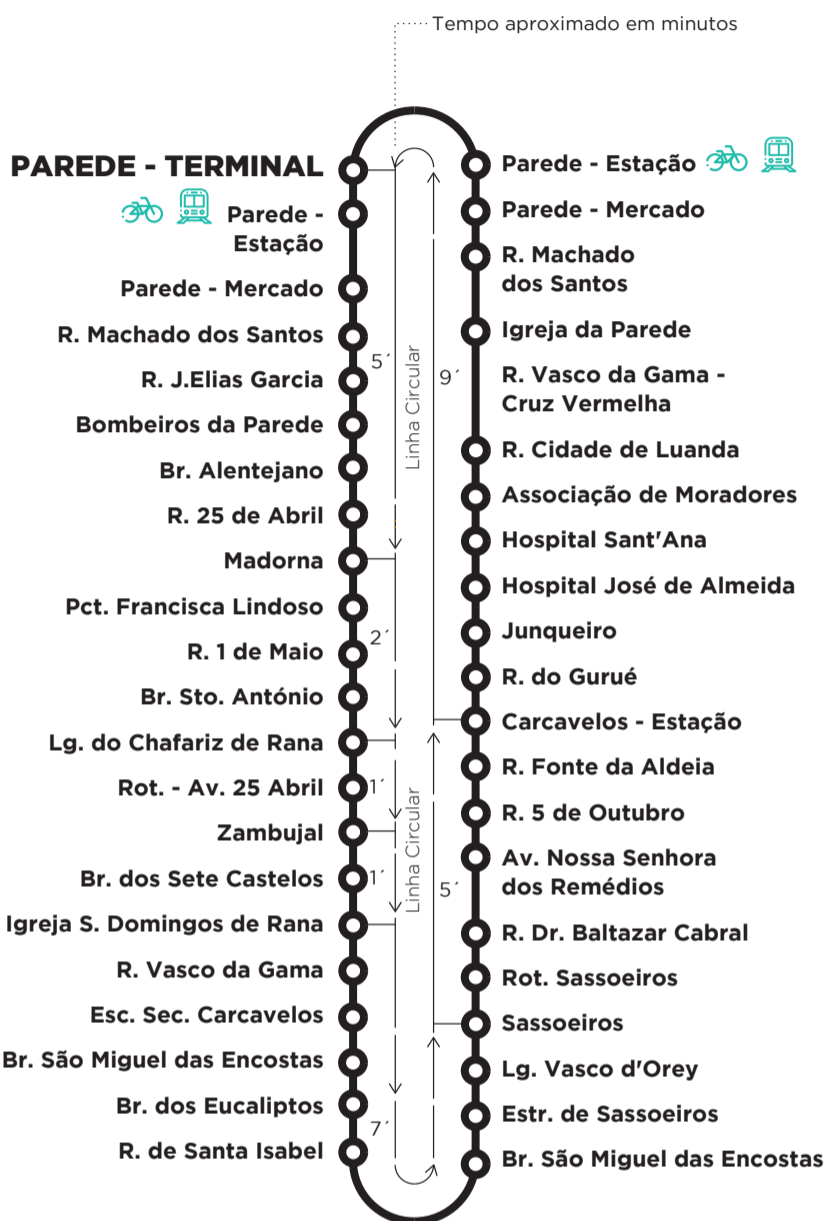 Tempo aproximado em minutos
PAREDE - TERMINAL
Parede -
Estação
Parede - Mercado
R. Machado dos Santos
R. J.Elias Garcia
Bombeiros da Parede
Br. Alentejano
R. 25 de Abril
Madorna
Pct. Francisca Lindoso
R. 1 de Maio
Br. Sto. António
Lg. do Chafariz de Rana
Rot. - Av. 25 Abril
Zambujal
Br. dos Sete Castelos
Igreja S. Domingos de Rana
R. Vasco da Gama
Esc. Sec. Carcavelos
Br. São Miguel das Encostas
Br. dos Eucaliptos
R. de Santa Isabel
5´
2´
1´
1´
7´
Linha Circular
Linha Circular
9´
5´
Parede - Estação
Parede - Mercado
R. Machado
dos Santos
Igreja da Parede
R. Vasco da Gama -
Cruz Vermelha
R. Cidade de Luanda
Associação de Moradores
Hospital Sant'Ana
Hospital José de Almeida
Junqueiro
R. do Gurué
Carcavelos - Estação
R. Fonte da Aldeia
R. 5 de Outubro
Av. Nossa Senhora
dos Remédios
R. Dr. Baltazar Cabral
Rot. Sassoeiros
Sassoeiros
Lg. Vasco d'Orey
Estr. de Sassoeiros
Br. São Miguel das Encostas